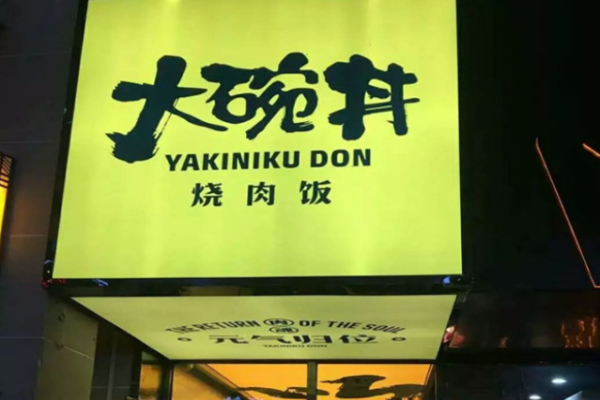 大碗丼
YAKINIKU DON
烧肉饭
THE RETURN OF THE SOUL
元气归位
YAKINIKU DON